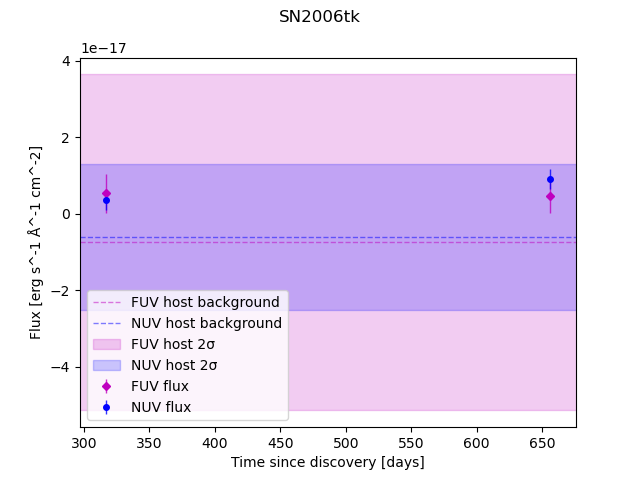 SN2006tk
1e−17
4
2
0
−2
−4
Flux [erg s^-1 Å^-1 cm^-2]
FUV host background
NUV host background
FUV host 2σ
NUV host 2σ
FUV flux
NUV flux
300 350 400 450 500 550 600 650
Time since discovery [days]